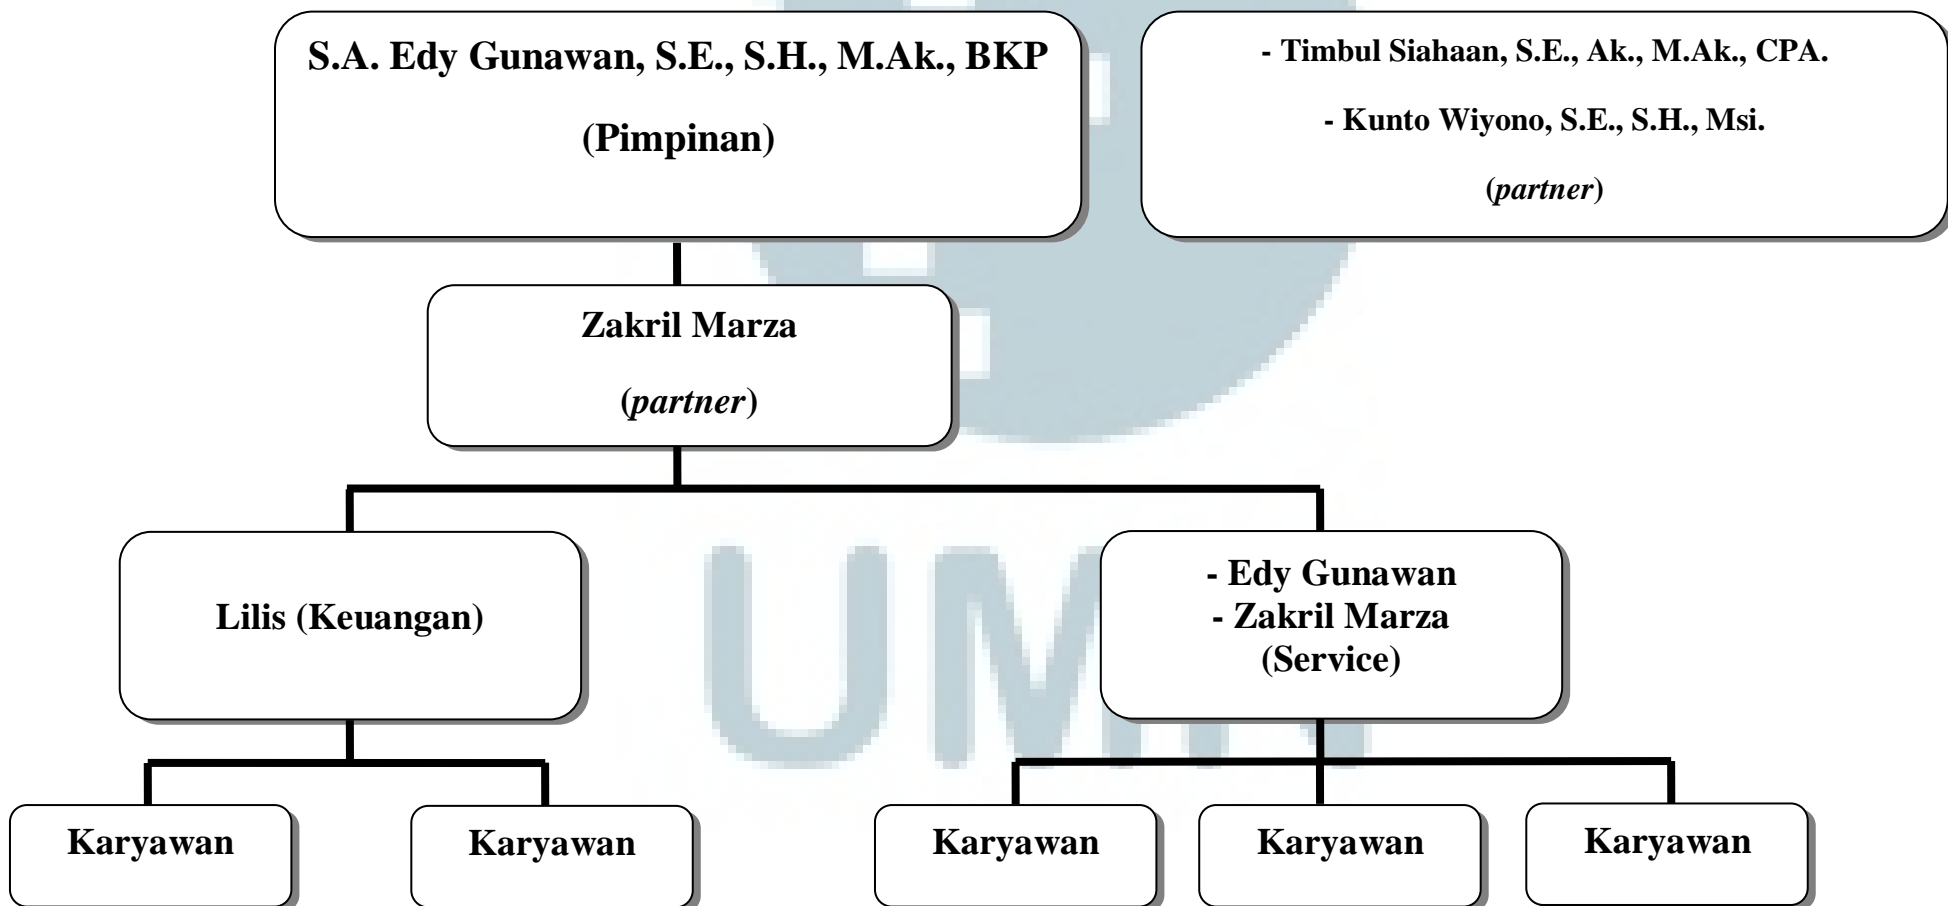 S.A. Edy Gunawan, S.E., S.H., M.Ak., BKP
(Pimpinan)
- Timbul Siahaan, S.E., Ak., M.Ak., CPA.
- Kunto Wiyono, S.E., S.H., Msi.
(partner)
Zakril Marza
(partner)
Lilis (Keuangan)
- Edy Gunawan
- Zakril Marza
(Service)
UMN
Karyawan
Karyawan
Karyawan
Karyawan
Karyawan